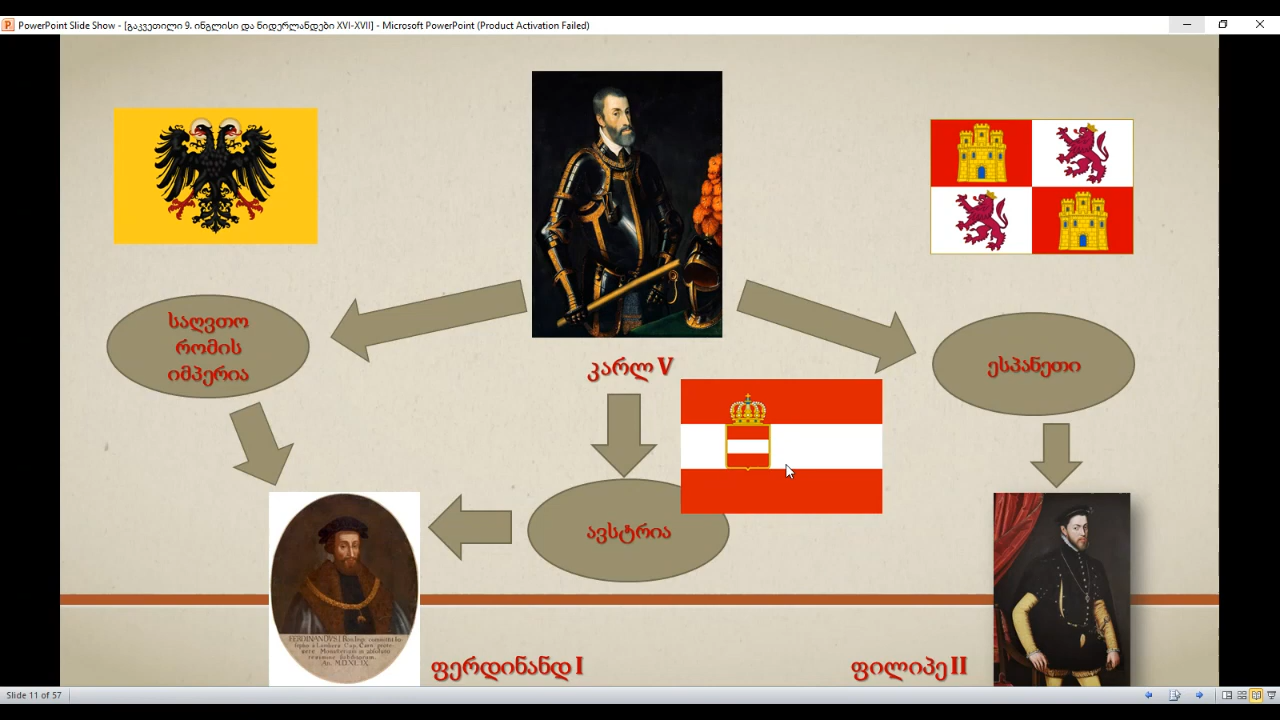 PowerPoint Slide Show - [გაკვეთილი 9. ინგლისი და ნიდერლანდები XVI-XVII] - Microsoft PowerPoint (Product Activation Failed)
საღვთო
რომის
იმპერია
კარლ V
ესპანეთი
ავსტრია
ფერდინანდ I
ფილიპე II
Slide 11 of 57